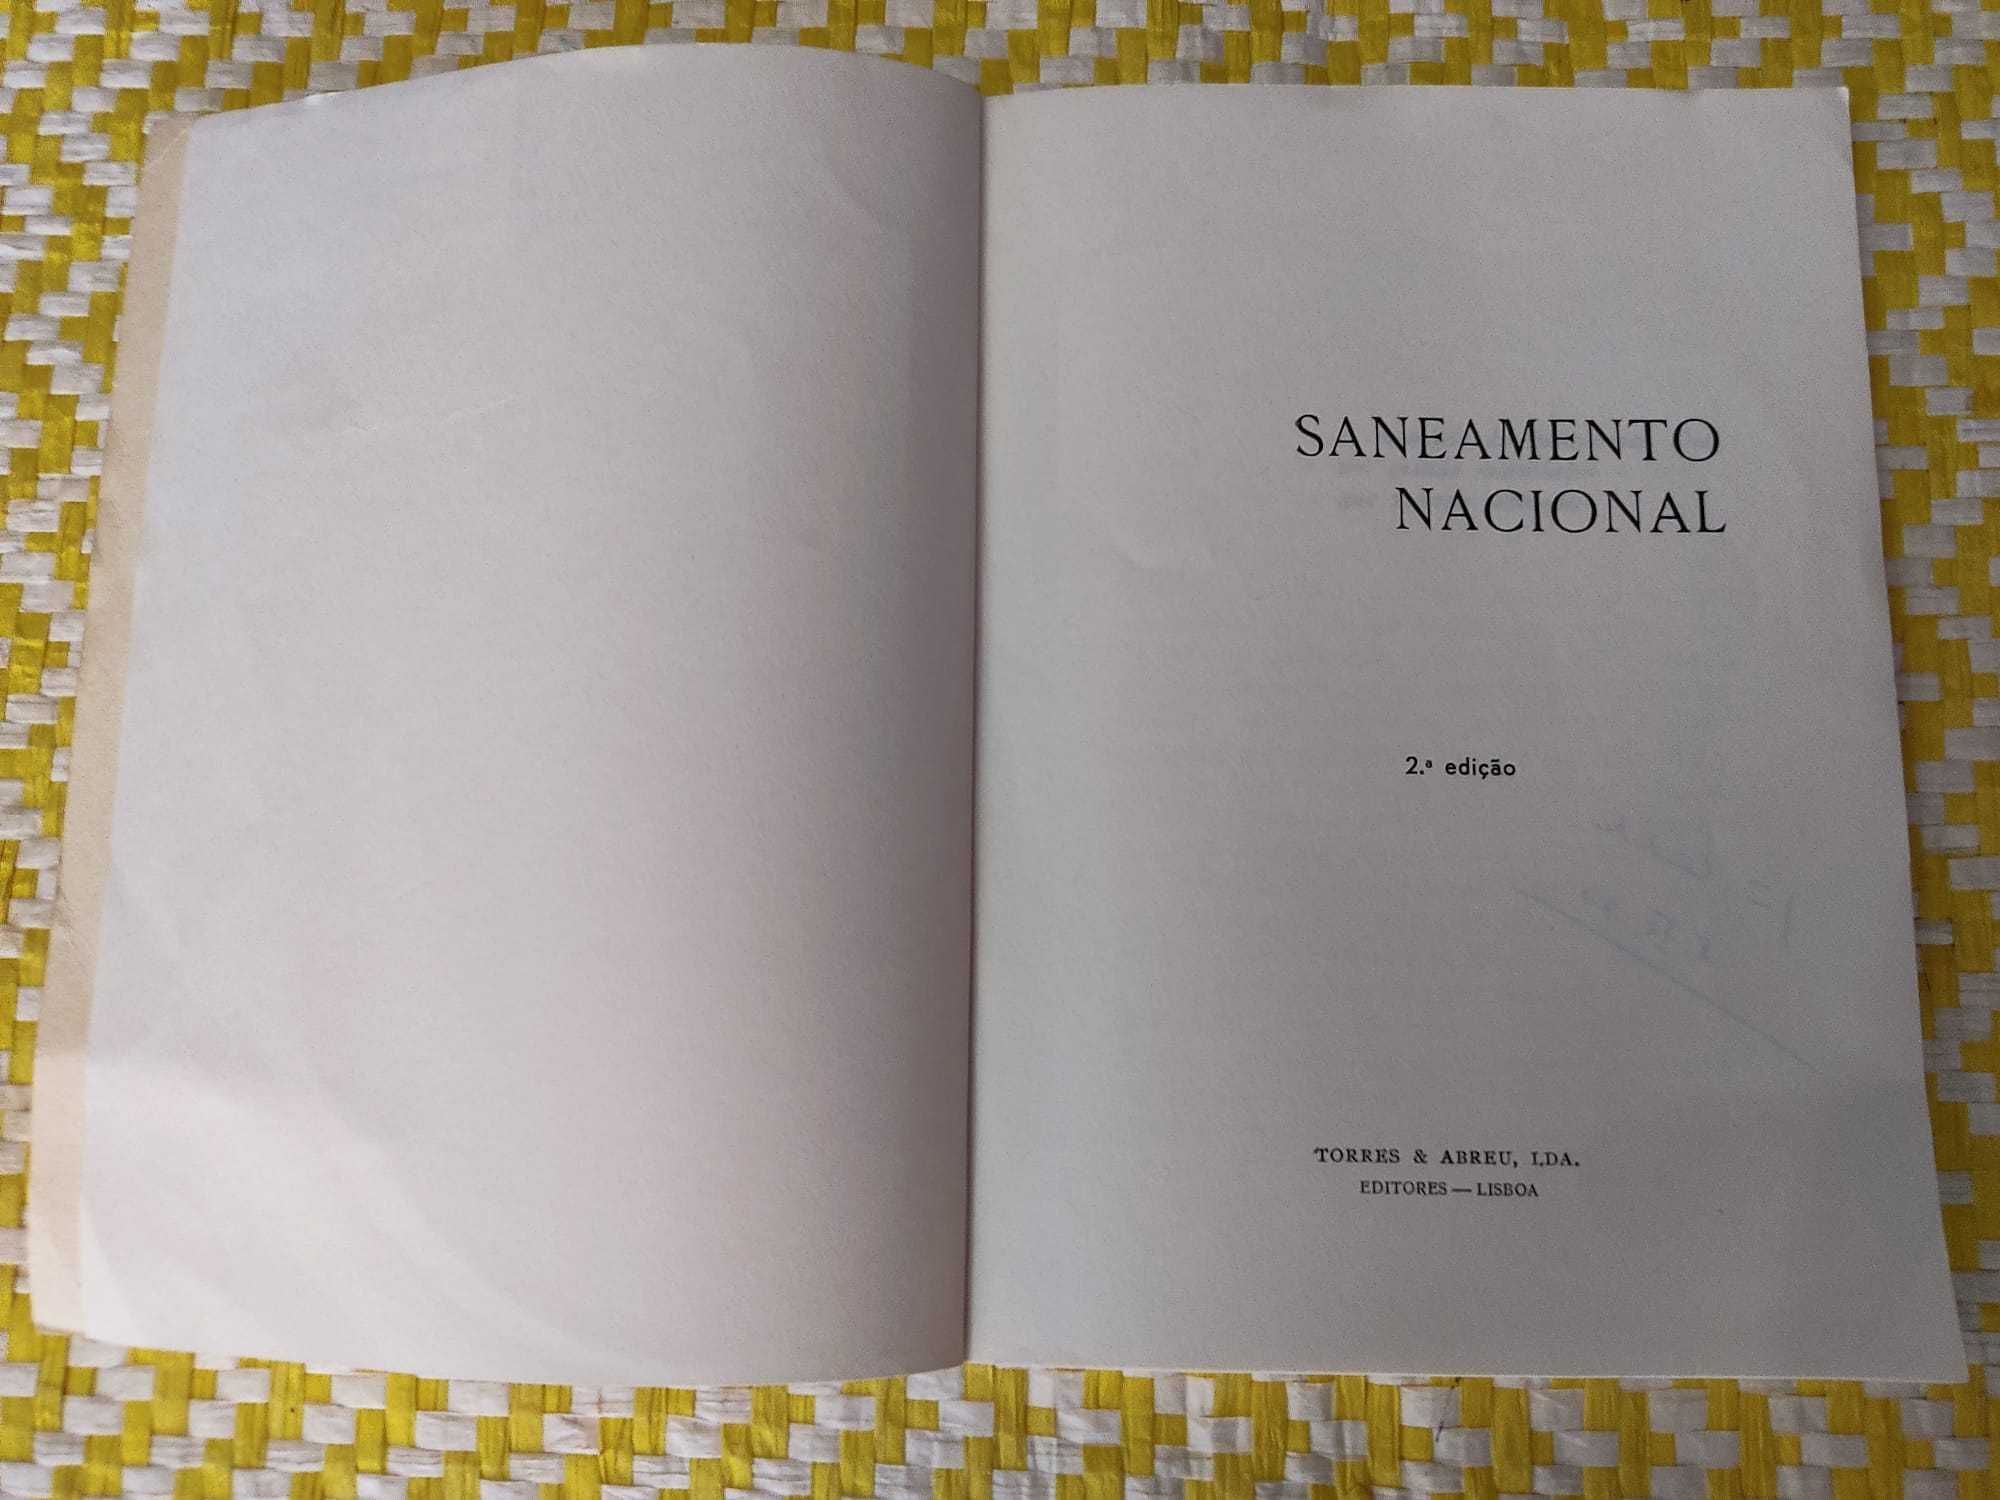 SANEAMENTO
NACIONAL
2.ª edição
TORRES & ABREU, LDA.
EDITORES — LISBOA